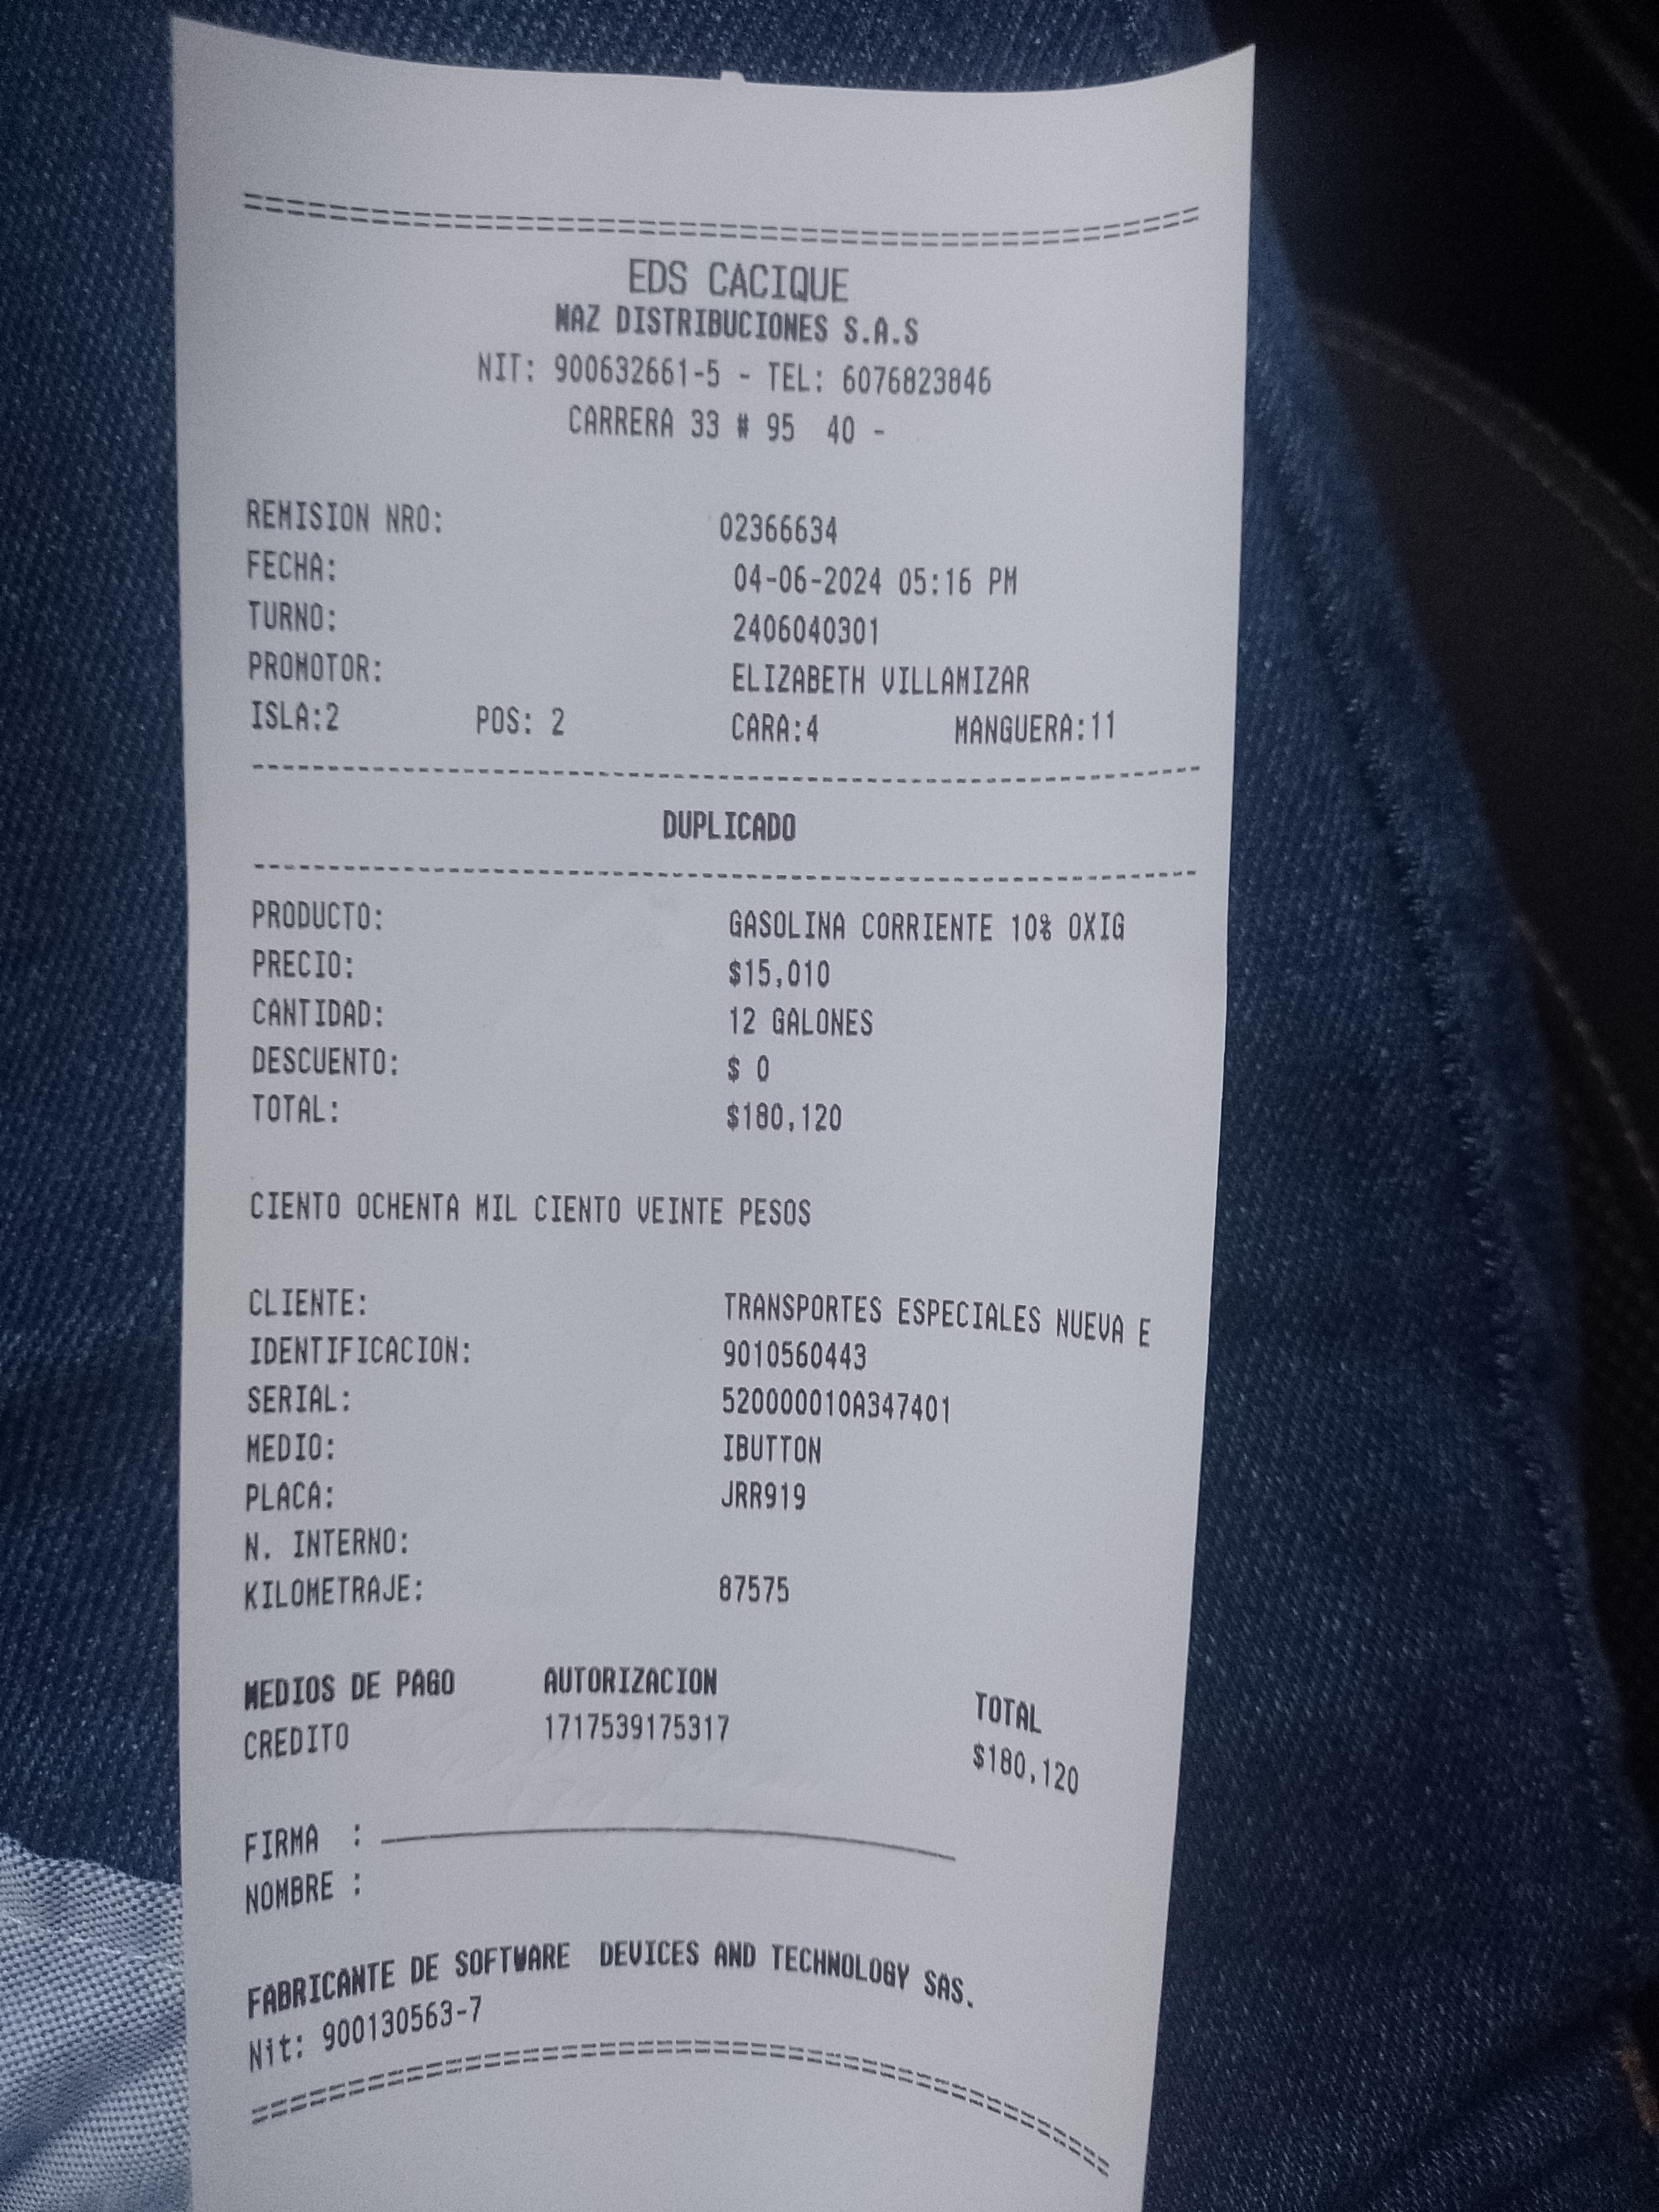 ================================================
EDS CACIQUE
MAZ DISTRIBUCIONES S.A.S
NIT: 900632661-5 - TEL: 6076823846
CARRERA 33 # 95  40 -
REMISION NRO: 02366634
FECHA: 04-06-2024 05:16 PM
TURNO: 2406040301
PROMOTOR: ELIZABETH VILLAMIZAR
ISLA:2 POS: 2 CARA:4 MANGUERA:11
DUPLICADO
PRODUCTO: GASOLINA CORRIENTE 10% OXIG
PRECIO: $15,010
CANTIDAD: 12 GALONES
DESCUENTO: $ 0
TOTAL: $180,120
CIENTO OCHENTA MIL CIENTO VEINTE PESOS
CLIENTE: TRANSPORTES ESPECIALES NUEVA E
IDENTIFICACION: 9010560443
SERIAL: 520000010A347401
MEDIO: IBUTTON
PLACA: JRR919
N. INTERNO:
KILOMETRAJE: 87575
MEDIOS DE PAGO AUTORIZACION TOTAL
CREDITO 1717539175317 $180,120
FIRMA :
NOMBRE :
FABRICANTE DE SOFTWARE  DEVICES AND TECHNOLOGY SAS.
Nit: 900130563-7
================================================